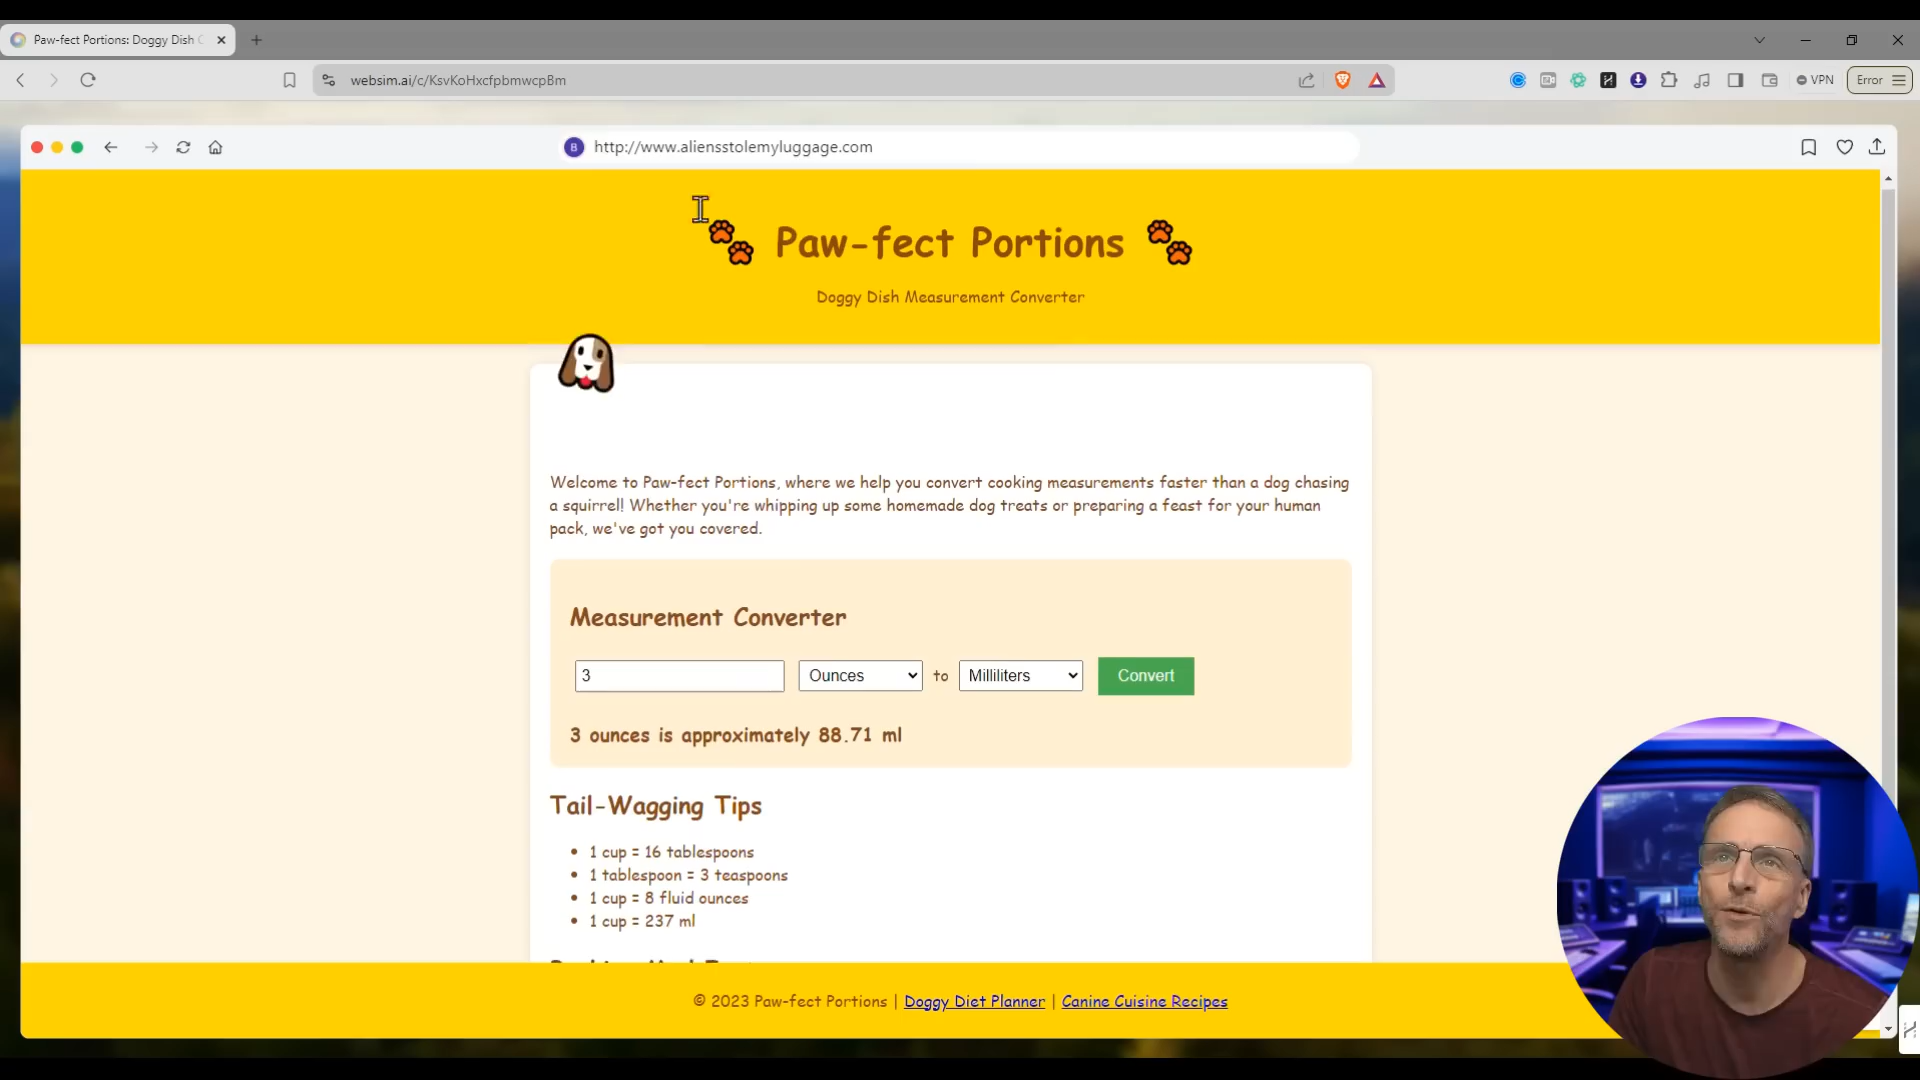 Paw-fect Portions: Doggy Dish C
websim.ai/c/KsvKoHxcfpbmwcpBm
VPN
Error
B
http://www.aliensstolemyluggage.com
Paw-fect Portions
Doggy Dish Measurement Converter
Welcome to Paw-fect Portions, where we help you convert cooking measurements faster than a dog chasing
a squirrel! Whether you're whipping up some homemade dog treats or preparing a feast for your human
pack, we've got you covered.
Measurement Converter
3 Ounces to Milliliters Convert
3 ounces is approximately 88.71 ml
Tail-Wagging Tips
1 cup = 16 tablespoons
1 tablespoon = 3 teaspoons
1 cup = 8 fluid ounces
1 cup = 237 ml
© 2023 Paw-fect Portions | Doggy Diet Planner | Canine Cuisine Recipes